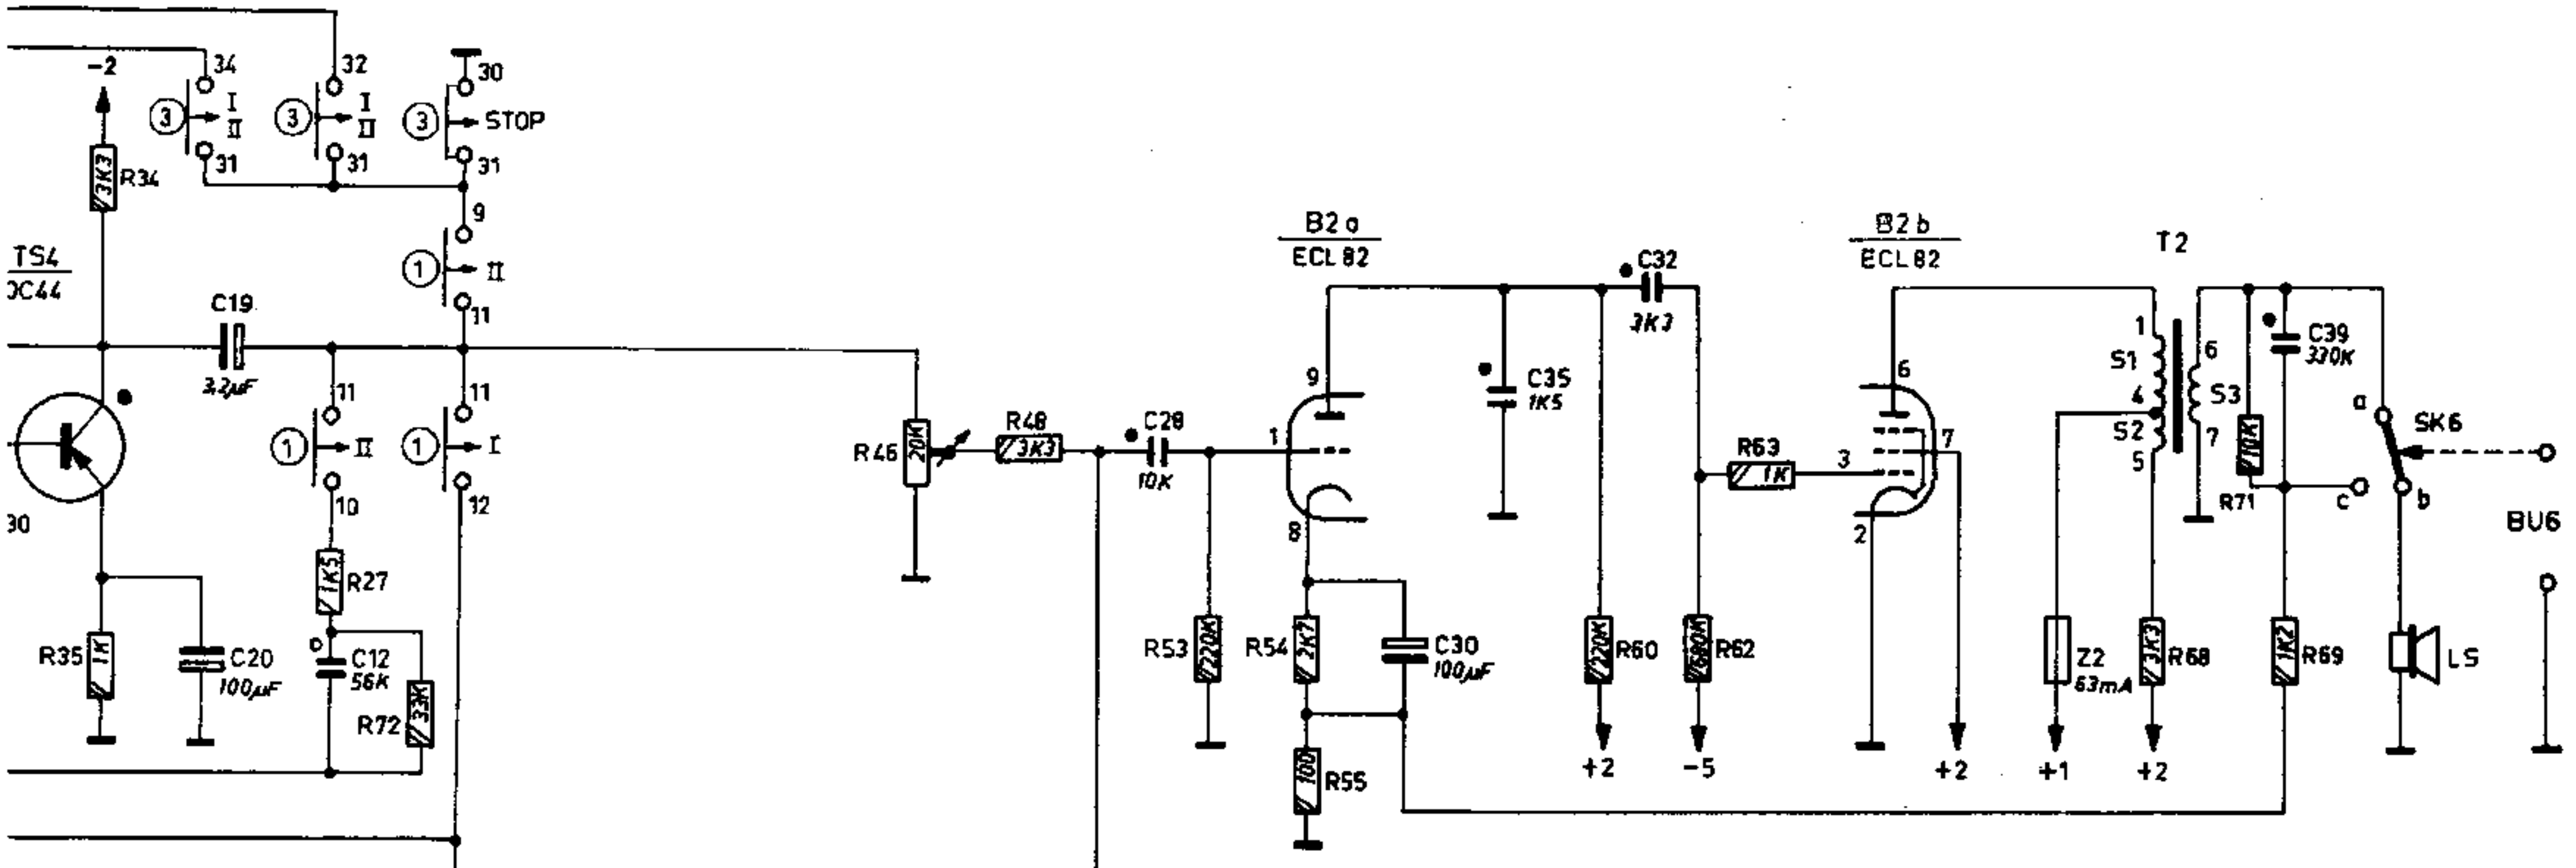 34
32
30
-2
3
I
II
3
I
II
3
STOP
31
31
31
3K3
R34
9
1
II
11
TS4
OC44
C19
3,2µF
11
11
1
II
1
I
10
12
30
1K5
R27
R35
1K
C20
100µF
C12
56K
R72
33K
R46
20K
R48
3K3
C28
10K
B2a
ECL82
9
1
8
R53
220K
R54
2K7
C30
100µF
100
R55
C35
1K5
C32
3K3
R60
220K
+2
R62
680K
-5
R63
1K
B2b
ECL82
6
7
3
2
+2
T2
1
S1
4
S2
5
6
S3
7
Z2
63mA
+1
3K3
R68
+2
10K
R71
C39
330K
1K2
R69
a
SK6
c
b
LS
BU6